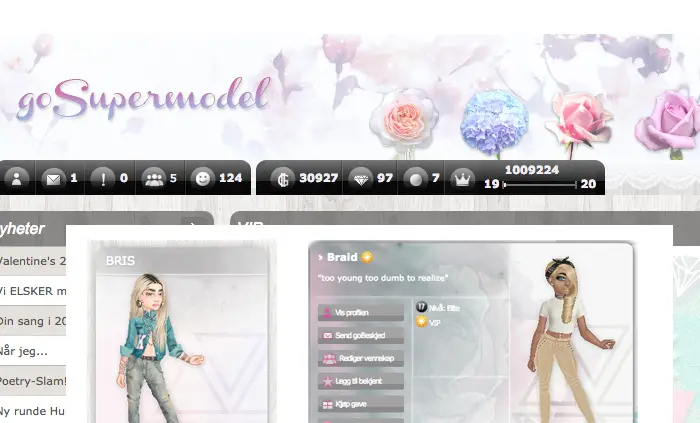 goSupermodel
1 0 5 124 30927 97 7 1009224
19 20
Valentine's 2
Vi ELSKER m
Din sang i 20
Når jeg...
Poetry-Slam!
Ny runde Hu
BRIS
› Braid
"too young too dumb to realize"
17 Nivå: Elite
VIP
Vis profilen
Send goBeskjed
Rediger vennskap
Legg til bekjent
Kjøp gave